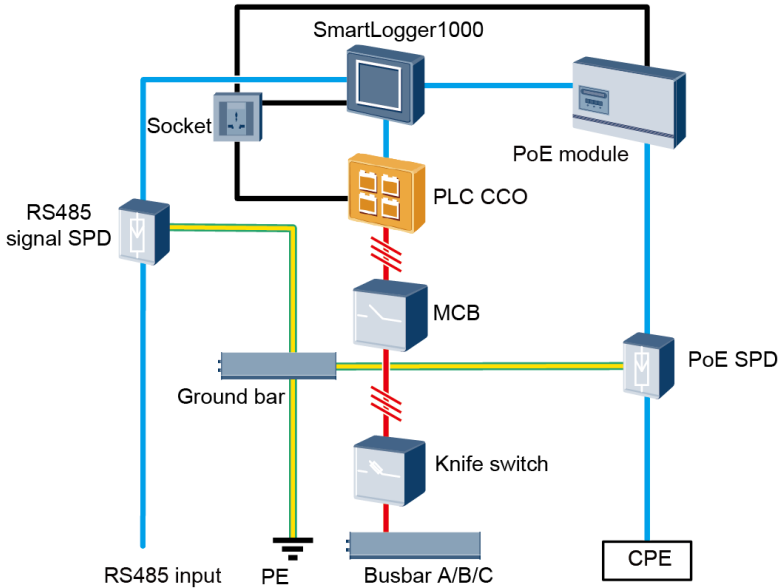 SmartLogger1000
Socket
PoE module
PLC CCO
RS485
signal SPD
MCB
PoE SPD
Ground bar
Knife switch
RS485 input
PE
Busbar A/B/C
CPE